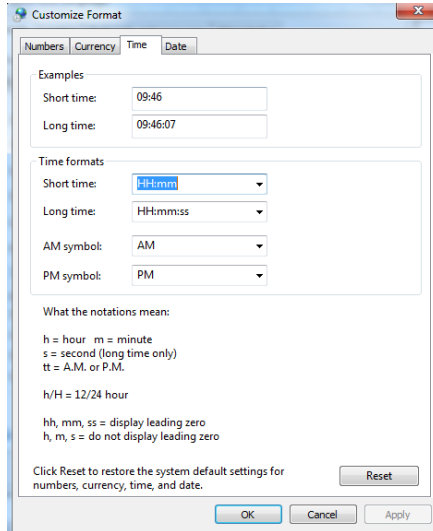 Customize Format
Numbers Currency Time Date
Examples
Short time: 09:46
Long time: 09:46:07
Time formats
Short time: HH:mm
Long time: HH:mm:ss
AM symbol: AM
PM symbol: PM
What the notations mean:
h = hour m = minute
s = second (long time only)
tt = A.M. or P.M.
h/H = 12/24 hour
hh, mm, ss = display leading zero
h, m, s = do not display leading zero
Click Reset to restore the system default settings for
numbers, currency, time, and date.
Reset
OK Cancel Apply